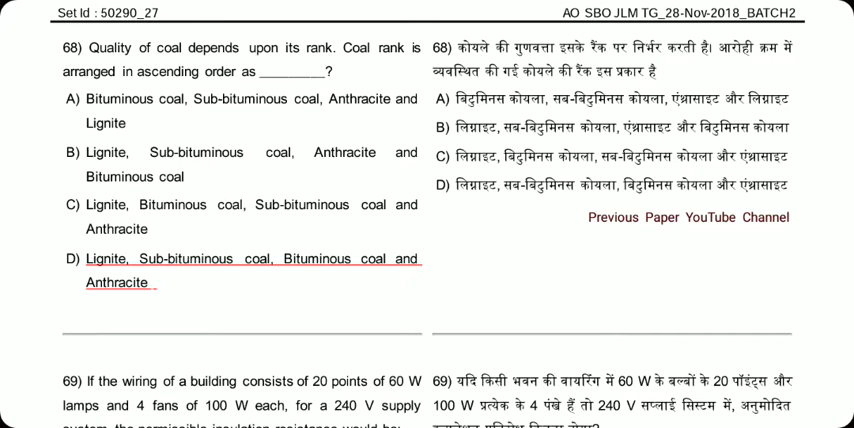 Set Id : 50290_27
AO SBO JLM TG_28-Nov-2018_BATCH2
68) Quality of coal depends upon its rank. Coal rank is
arranged in ascending order as _________?
A) Bituminous coal, Sub-bituminous coal, Anthracite and
Lignite
B) Lignite, Sub-bituminous coal, Anthracite and
Bituminous coal
C) Lignite, Bituminous coal, Sub-bituminous coal and
Anthracite
D) Lignite, Sub-bituminous coal, Bituminous coal and
Anthracite
68) कोयले की गुणवत्ता इसके रैंक पर निर्भर करती है। आरोही क्रम में
व्यवस्थित की गई कोयले की रैंक इस प्रकार है
A) बिटुमिनस कोयला, सब-बिटुमिनस कोयला, एंथ्रासाइट और लिग्नाइट
B) लिग्नाइट, सब-बिटुमिनस कोयला, एंथ्रासाइट और बिटुमिनस कोयला
C) लिग्नाइट, बिटुमिनस कोयला, सब-बिटुमिनस कोयला और एंथ्रासाइट
D) लिग्नाइट, सब-बिटुमिनस कोयला, बिटुमिनस कोयला और एंथ्रासाइट
Previous Paper YouTube Channel
69) If the wiring of a building consists of 20 points of 60 W
lamps and 4 fans of 100 W each, for a 240 V supply
69) यदि किसी भवन की वायरिंग में 60 W के बल्बों के 20 पॉइंट्स और
100 W प्रत्येक के 4 पंखे हैं तो 240 V सप्लाई सिस्टम में, अनुमोदित